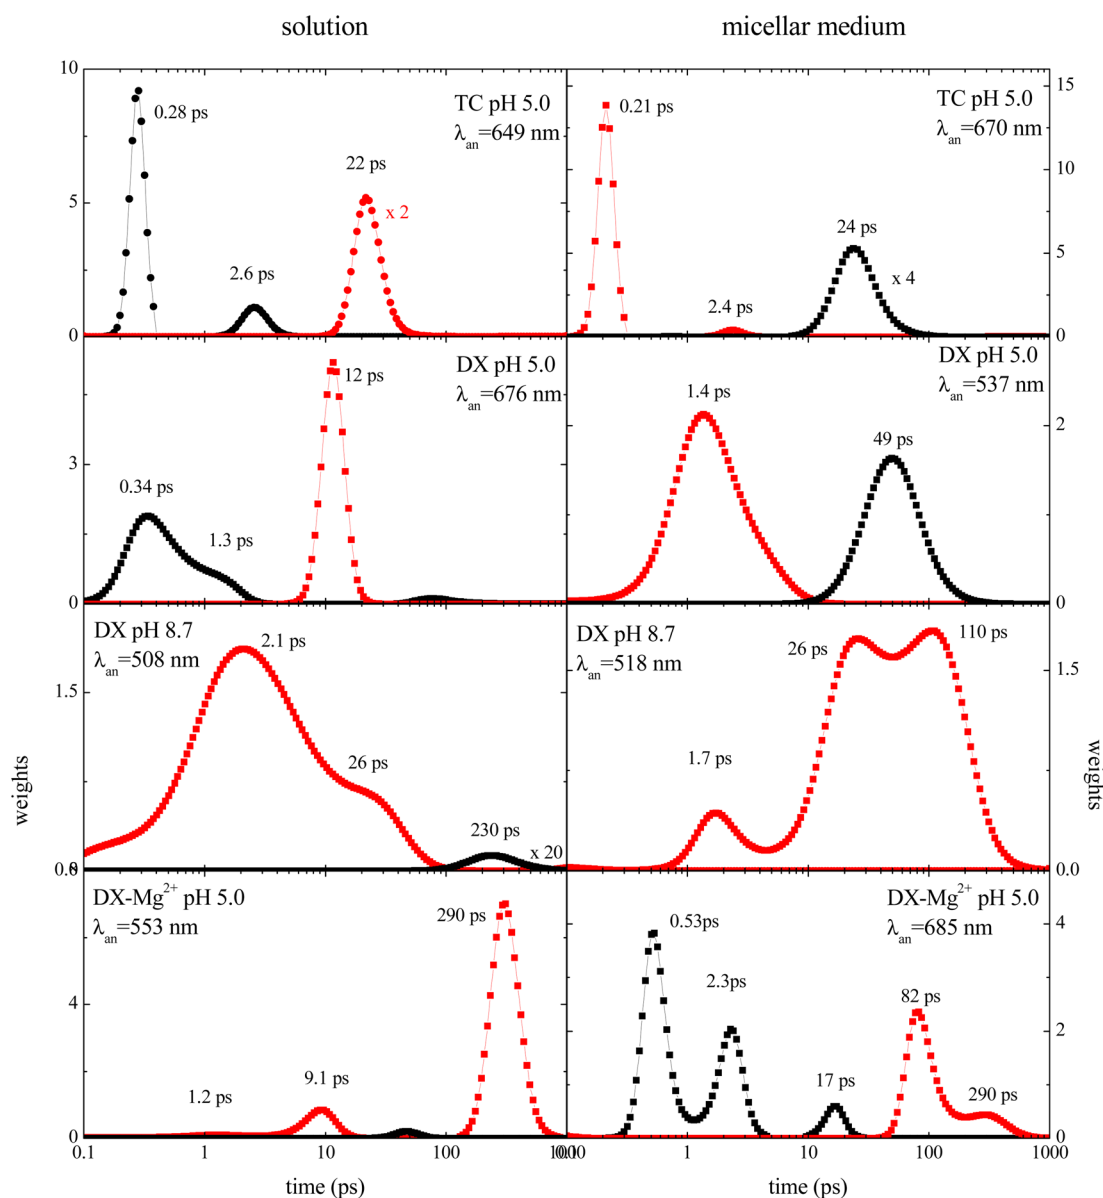 solution
micellar medium
10
5
0
TC pH 5.0
λan=649 nm
0.28 ps
2.6 ps
22 ps
x 2
15
10
5
0
TC pH 5.0
λan=670 nm
0.21 ps
2.4 ps
24 ps
x 4
3
0
DX pH 5.0
λan=676 nm
0.34 ps
1.3 ps
12 ps
2
0
DX pH 5.0
λan=537 nm
1.4 ps
49 ps
1.5
DX pH 8.7
λan=508 nm
2.1 ps
26 ps
230 ps
x 20
1.5
0.0
DX pH 8.7
λan=518 nm
1.7 ps
26 ps
110 ps
weights
weights
4
0
DX-Mg2+ pH 5.0
λan=553 nm
1.2 ps
9.1 ps
290 ps
4
2
0
DX-Mg2+ pH 5.0
λan=685 nm
0.53ps
2.3ps
17 ps
82 ps
290 ps
0.1
1
10
100
1
10
100
1000
time (ps)
time (ps)